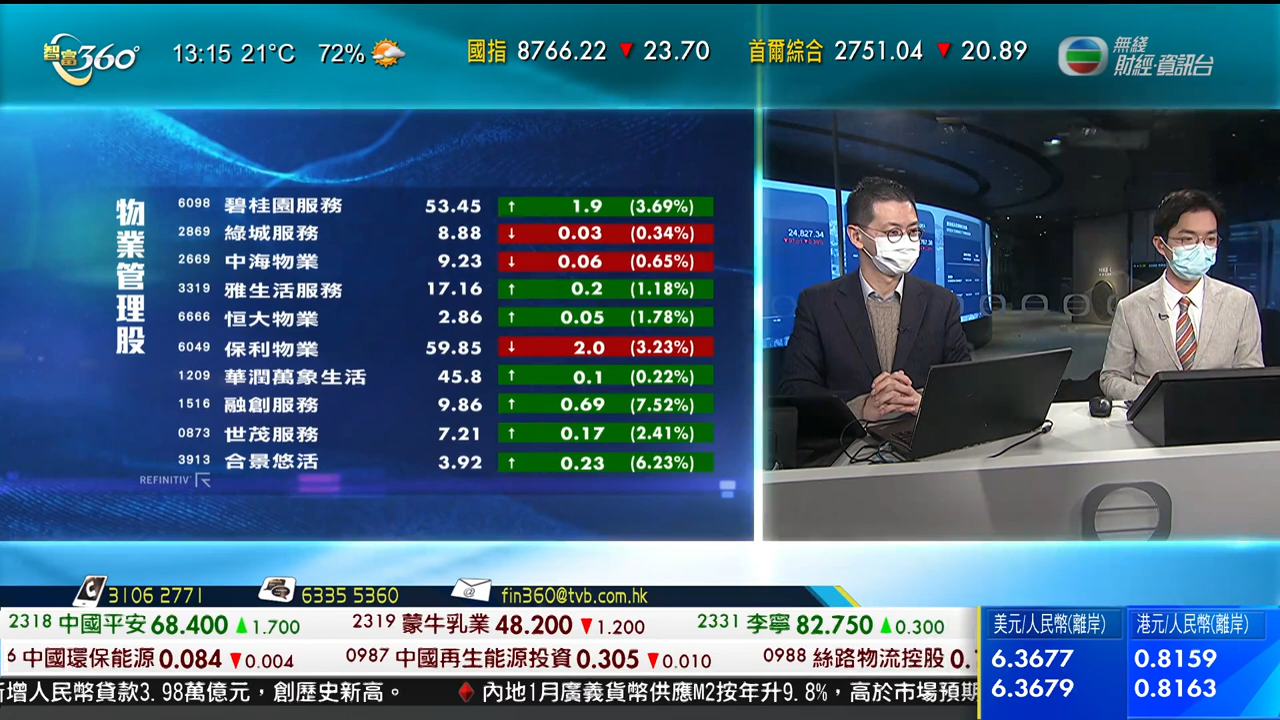 智富360°
13:15 21°C 72%
國指 8766.22 ▼ 23.70 首爾綜合 2751.04 ▼ 20.89
無綫
財經·資訊台
物業管理股
6098 碧桂園服務 53.45 ↑ 1.9 (3.69%)
2869 綠城服務 8.88 ↓ 0.03 (0.34%)
2669 中海物業 9.23 ↓ 0.06 (0.65%)
3319 雅生活服務 17.16 ↑ 0.2 (1.18%)
6666 恒大物業 2.86 ↑ 0.05 (1.78%)
6049 保利物業 59.85 ↓ 2.0 (3.23%)
1209 華潤萬象生活 45.8 ↑ 0.1 (0.22%)
1516 融創服務 9.86 ↑ 0.69 (7.52%)
0873 世茂服務 7.21 ↑ 0.17 (2.41%)
3913 合景悠活 3.92 ↑ 0.23 (6.23%)
REFINITIV
24,827.34
3106 2771 6335 5360 fin360@tvb.com.hk
2318 中國平安 68.400 ▲ 1.700 2319 蒙牛乳業 48.200 ▼ 1.200 2331 李寧 82.750 ▲ 0.300
6 中國環保能源 0.084 ▼ 0.004 0987 中國再生能源投資 0.305 ▼ 0.010 0988 絲路物流控股 0.
新增人民幣貸款3.98萬億元，創歷史新高。 ♦ 內地1月廣義貨幣供應M2按年升9.8%，高於市場預期
美元/人民幣(離岸)
6.3677
6.3679
港元/人民幣(離岸)
0.8159
0.8163